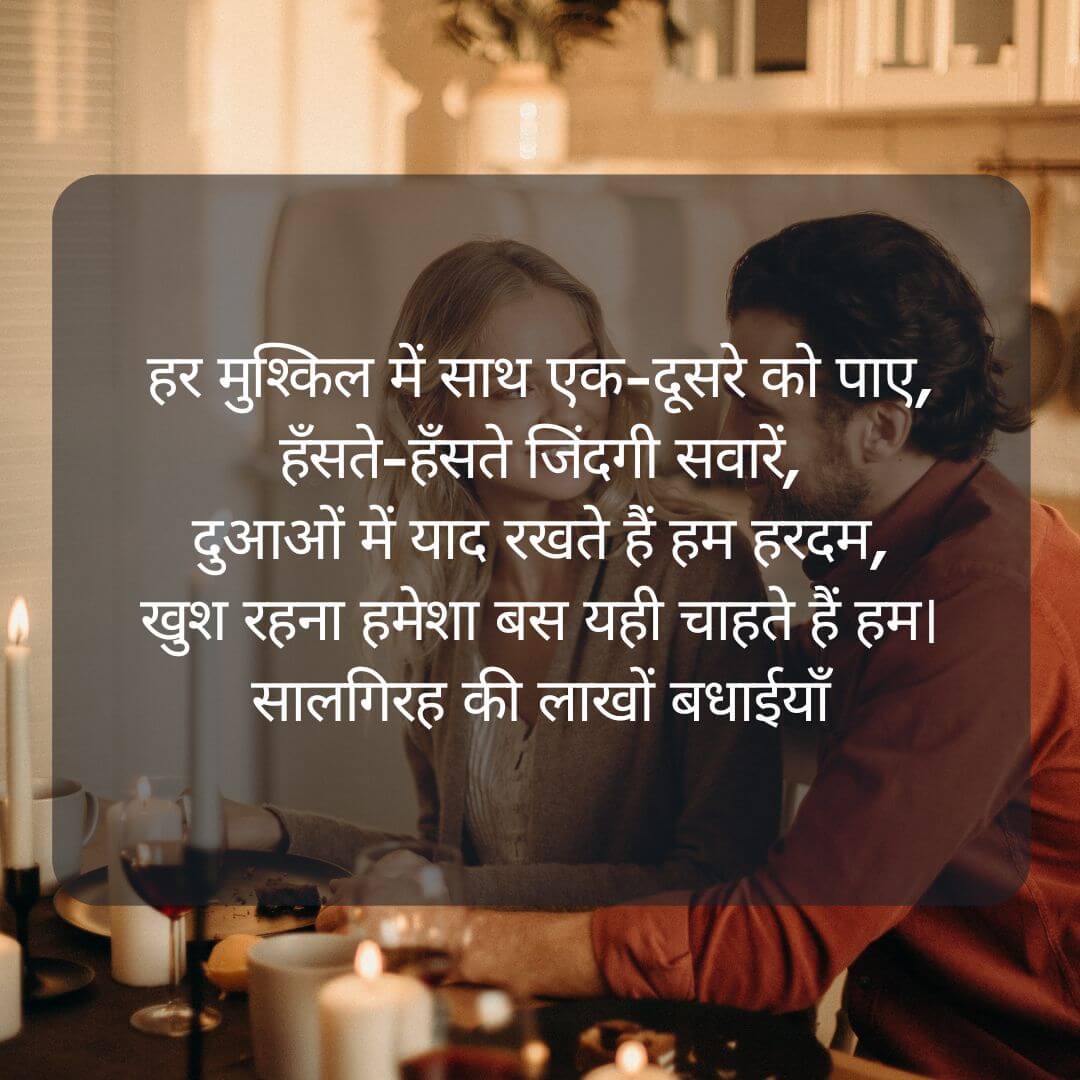 हर मुश्किल में साथ एक-दूसरे को पाए,
हँसते-हँसते जिंदगी सवारें,
दुआओं में याद रखते हैं हम हरदम,
खुश रहना हमेशा बस यही चाहते हैं हम|
सालगिरह की लाखों बधाईयाँ